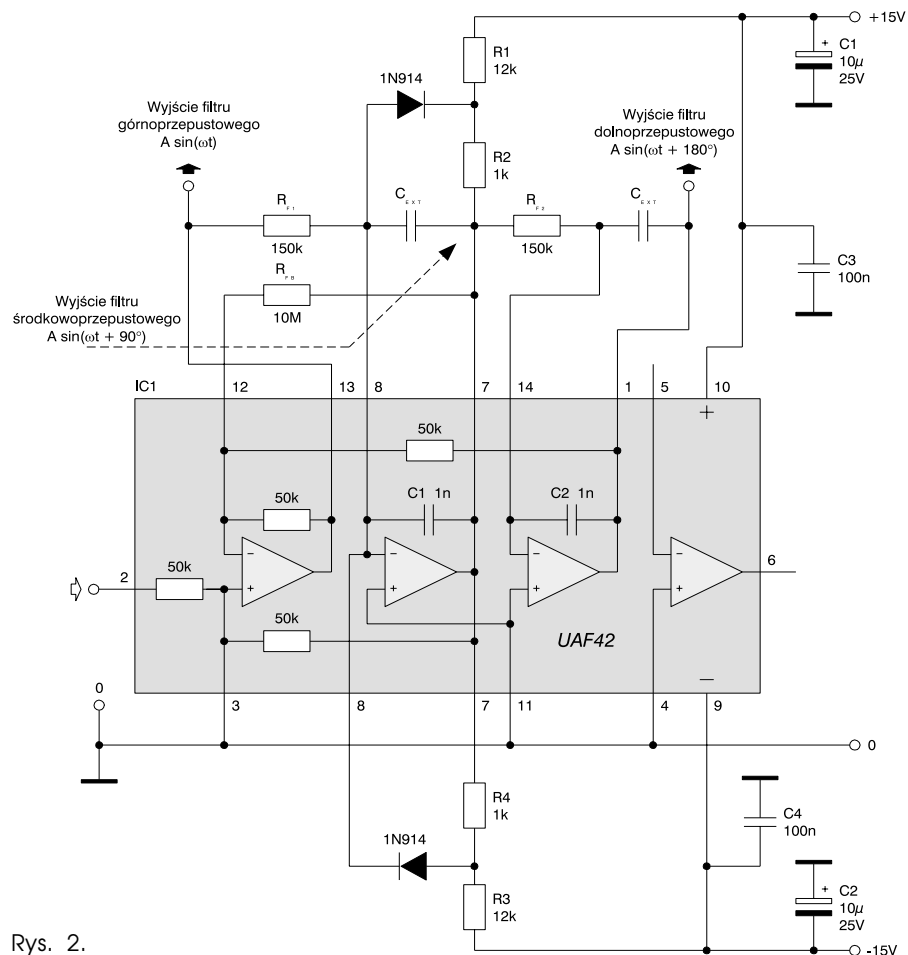 +15V
R1
12k
C1
+
10µ
25V
1N914
Wyjście filtru
górnoprzepustowego
A sin(ωt)
R2
1k
Wyjście filtru
dolnoprzepustowego
A sin(ωt + 180°)
RF1
150k
CEXT
RF2
150k
CEXT
C3
100n
RFB
10M
Wyjście filtru
środkowoprzepustowego
A sin(ωt + 90°)
IC1
12
13
8
7
14
1
5
10
+
50k
50k
C1 1n
C2 1n
50k
2
−
+
−
+
−
+
−
+
6
50k
UAF42
−
0
3
8
7
11
4
9
0
R4
1k
C4
100n
1N914
R3
12k
C2
+
10µ
25V
-15V
Rys. 2.